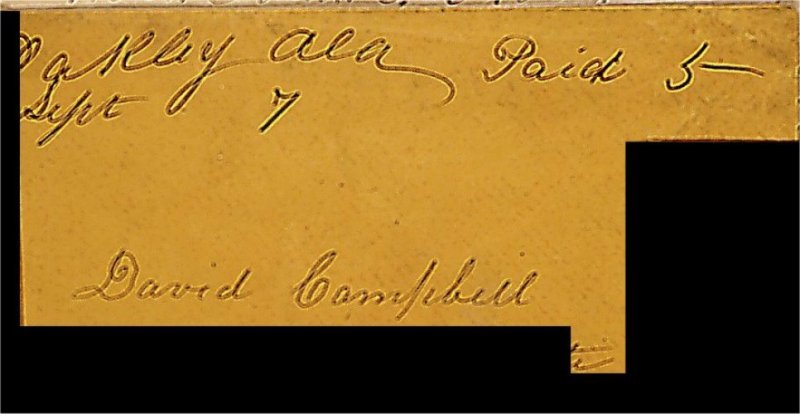 Oakley Ala Paid 5
Sept 7
David Campbell